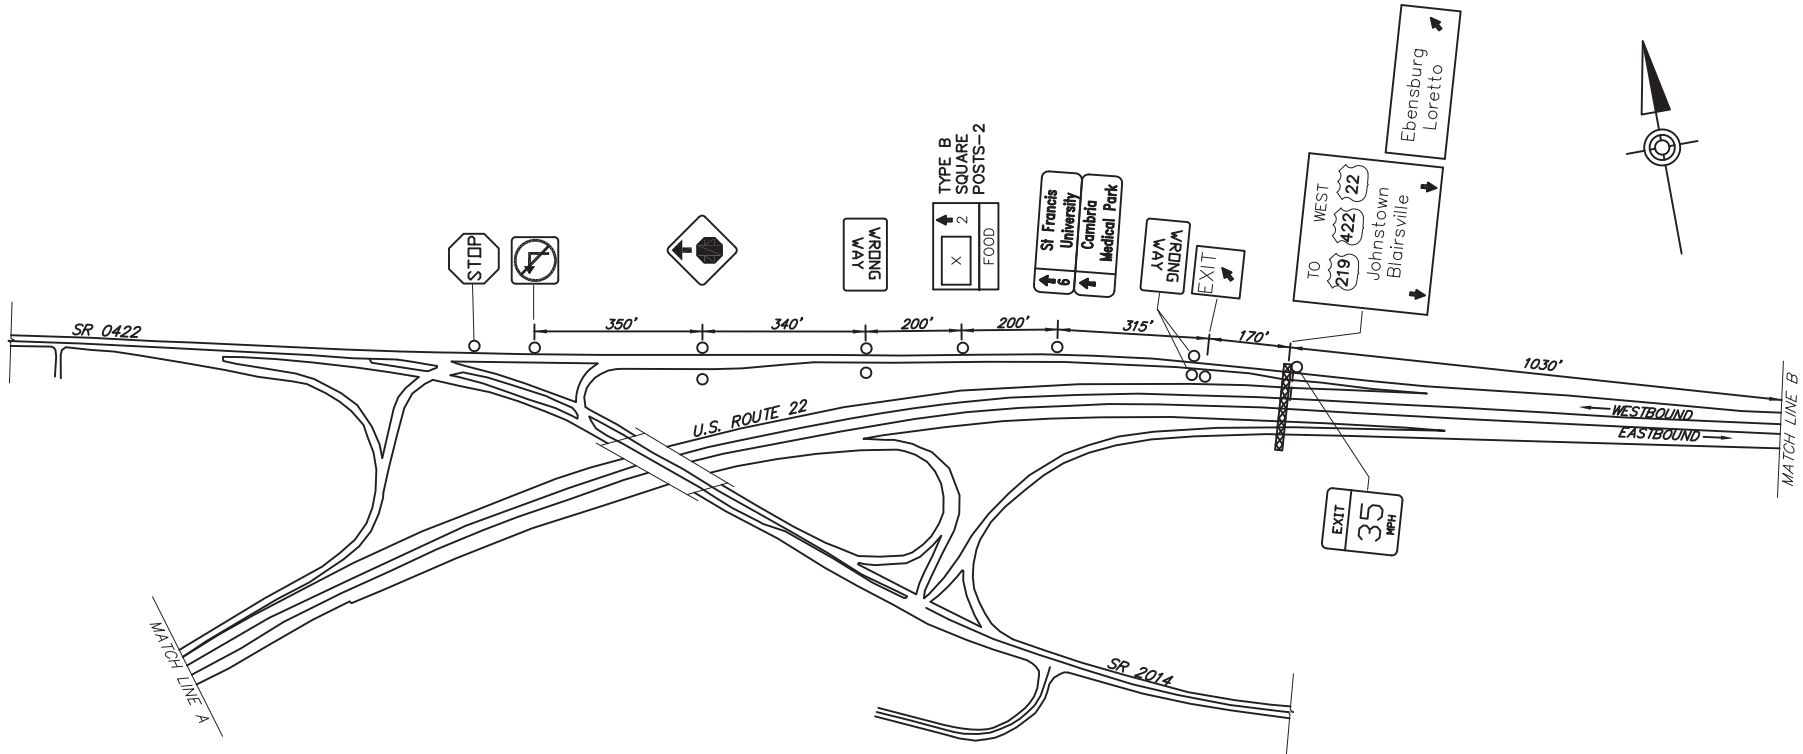 Ebensburg
Loretto
TO WEST
219 422 22
Johnstown
Blairsville
TYPE B
SQUARE
POSTS-2
X 2
FOOD
St Francis
University
6
Cambria
Medical Park
WRONG
WAY
EXIT
WRONG
WAY
STOP
350'
340'
200'
200'
315'
170'
1030'
SR 0422
U.S. ROUTE 22
WESTBOUND
EASTBOUND
MATCH LINE B
EXIT
35
MPH
MATCH LINE A
SR 2014